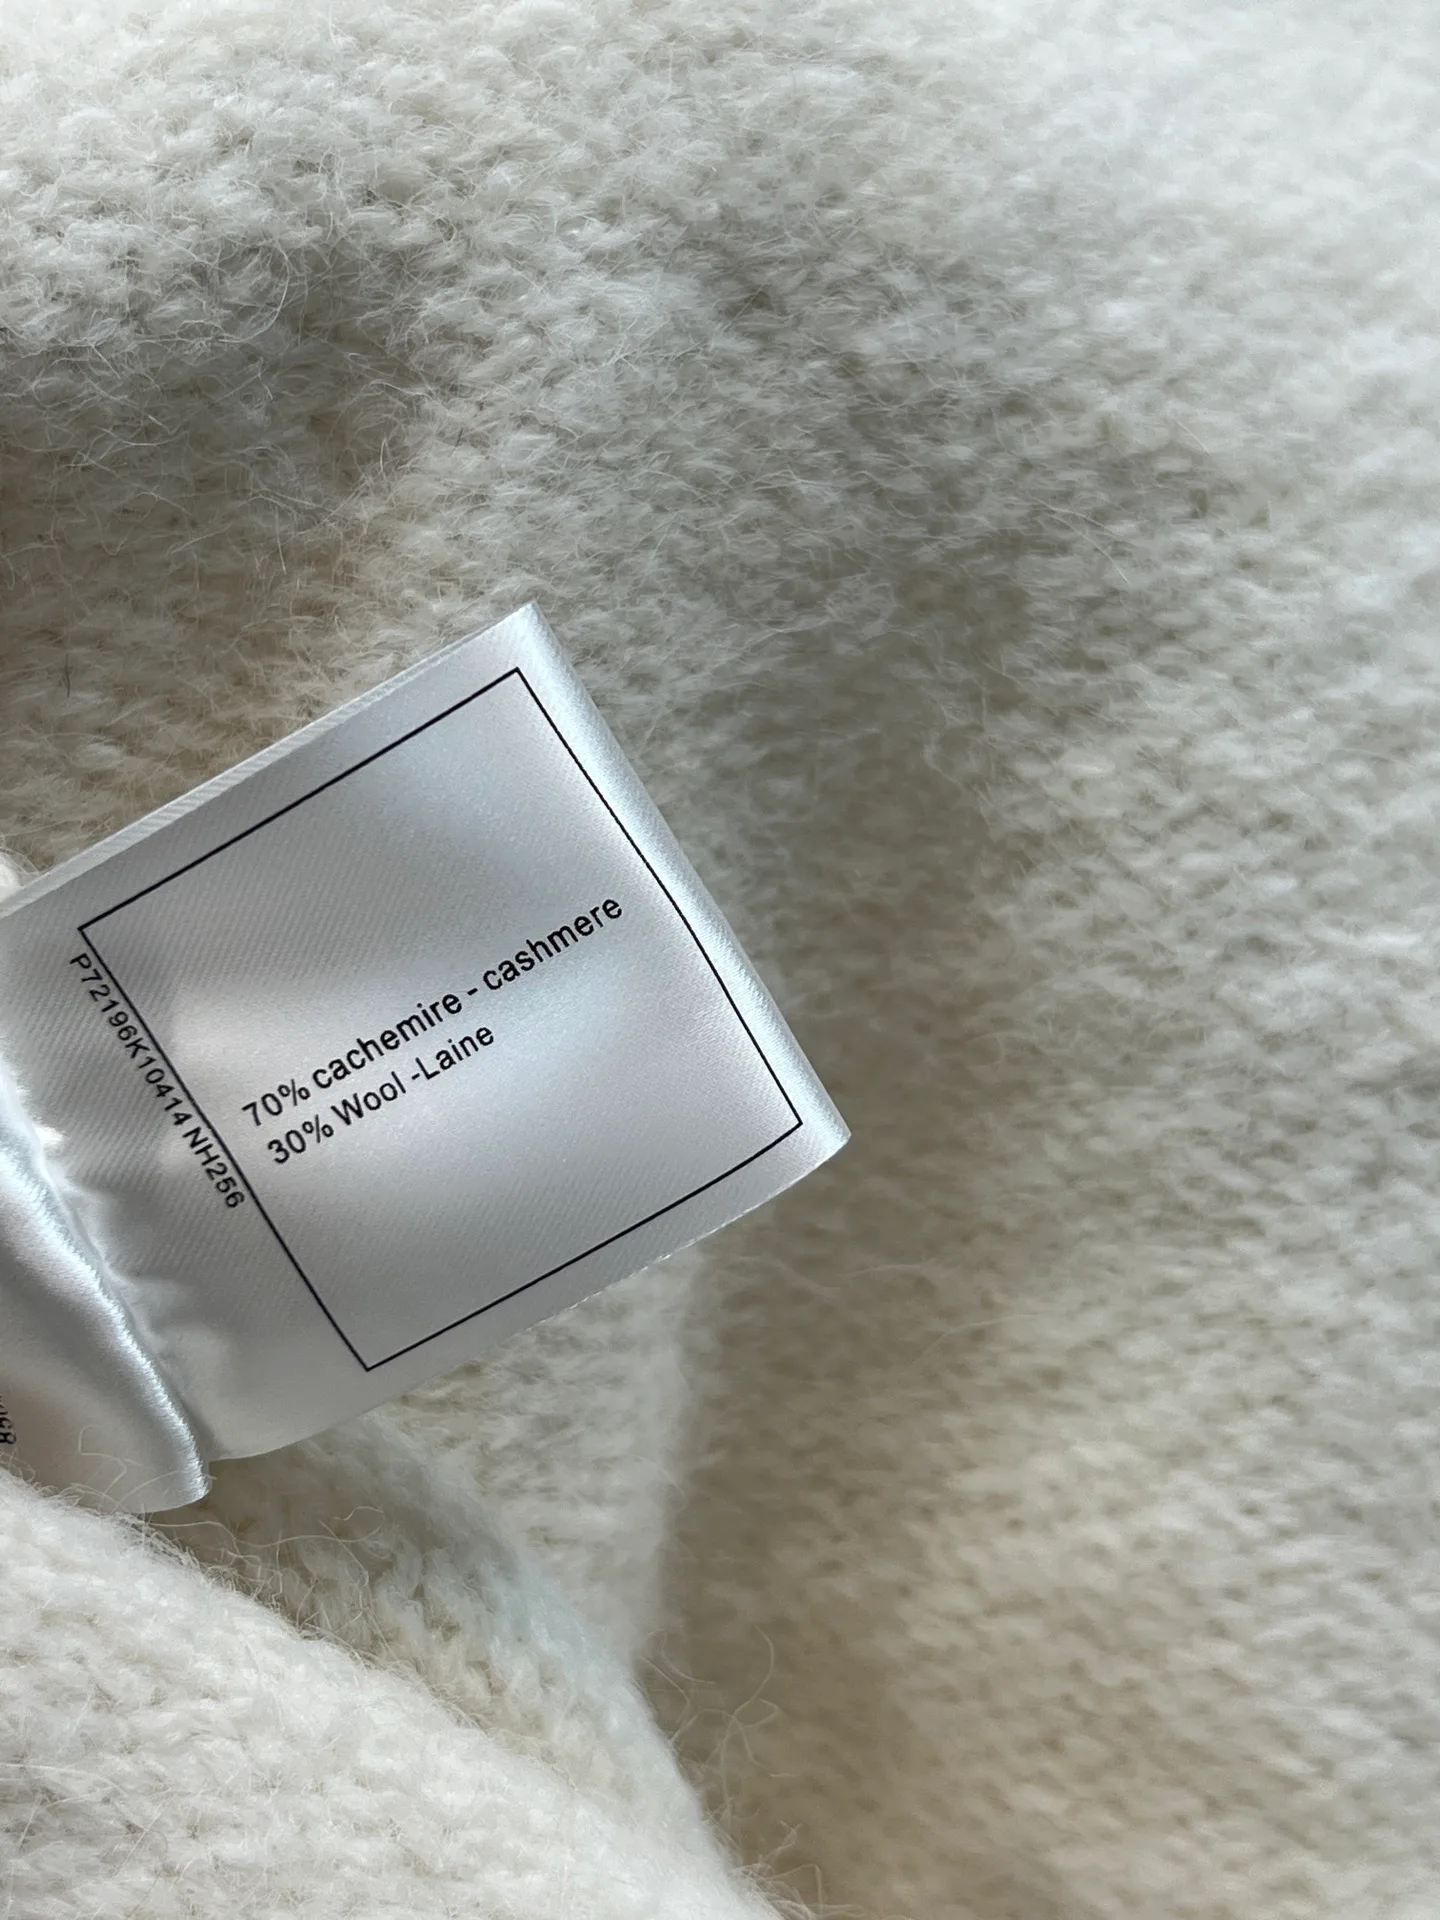 70% cachemire - cashmere
30% Wool -Laine
P72196K10414 NH256